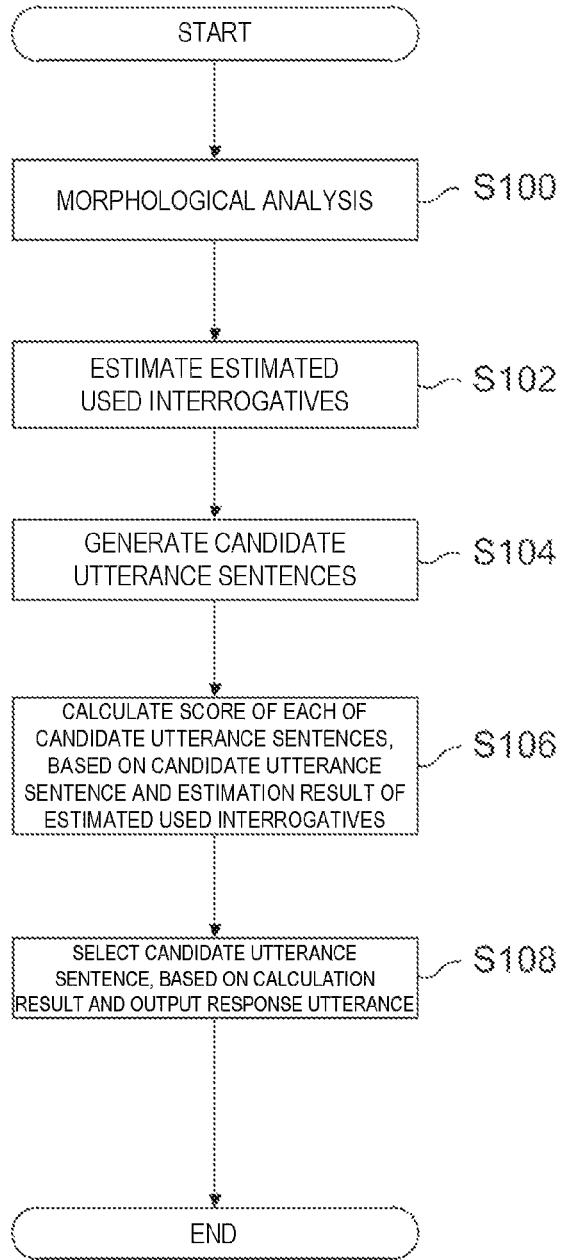 START
MORPHOLOGICAL ANALYSIS
S100
ESTIMATE ESTIMATED
USED INTERROGATIVES
S102
GENERATE CANDIDATE
UTTERANCE SENTENCES
S104
CALCULATE SCORE OF EACH OF
CANDIDATE UTTERANCE SENTENCES,
BASED ON CANDIDATE UTTERANCE
SENTENCE AND ESTIMATION RESULT OF
ESTIMATED USED INTERROGATIVES
S106
SELECT CANDIDATE UTTERANCE
SENTENCE, BASED ON CALCULATION
RESULT AND OUTPUT RESPONSE UTTERANCE
S108
END